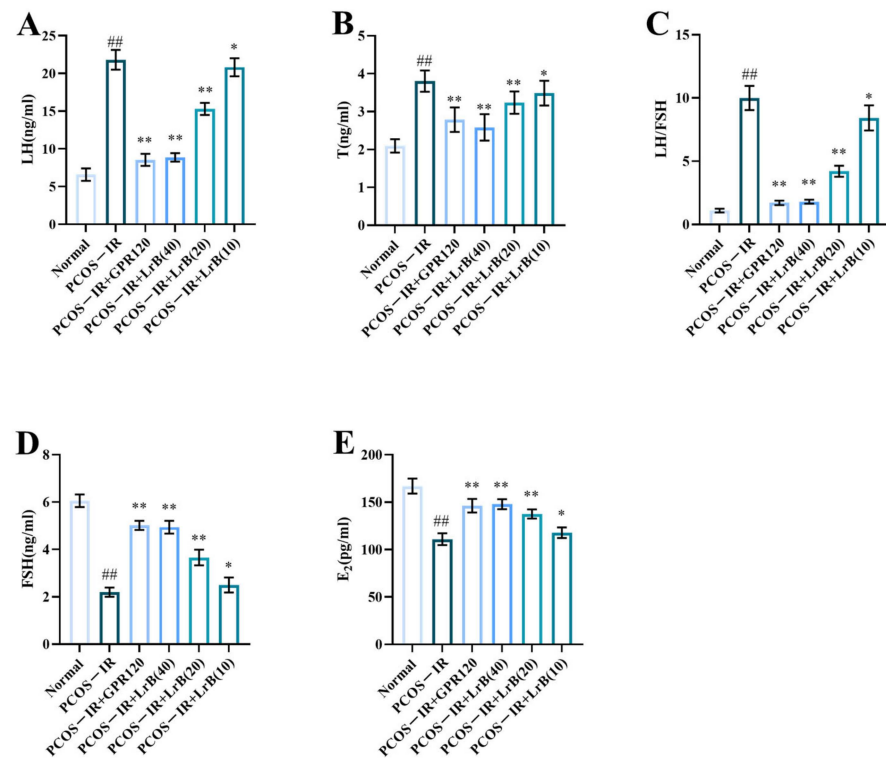 A
LH(ng/ml)
25
20
15
10
5
0
##
**
**
**
*
Normal
PCOS－IR
PCOS－IR+GPR120
PCOS－IR+LrB(40)
PCOS－IR+LrB(20)
PCOS－IR+LrB(10)
B
T(ng/ml)
5
4
3
2
1
0
##
**
**
**
*
Normal
PCOS－IR
PCOS－IR+GPR120
PCOS－IR+LrB(40)
PCOS－IR+LrB(20)
PCOS－IR+LrB(10)
C
LH/FSH
15
10
5
0
##
**
**
**
*
Normal
PCOS－IR
PCOS－IR+GPR120
PCOS－IR+LrB(40)
PCOS－IR+LrB(20)
PCOS－IR+LrB(10)
D
FSH(ng/ml)
8
6
4
2
0
##
**
**
**
*
Normal
PCOS－IR
PCOS－IR+GPR120
PCOS－IR+LrB(40)
PCOS－IR+LrB(20)
PCOS－IR+LrB(10)
E
E₂(pg/ml)
200
150
100
50
0
##
**
**
**
*
Normal
PCOS－IR
PCOS－IR+GPR120
PCOS－IR+LrB(40)
PCOS－IR+LrB(20)
PCOS－IR+LrB(10)